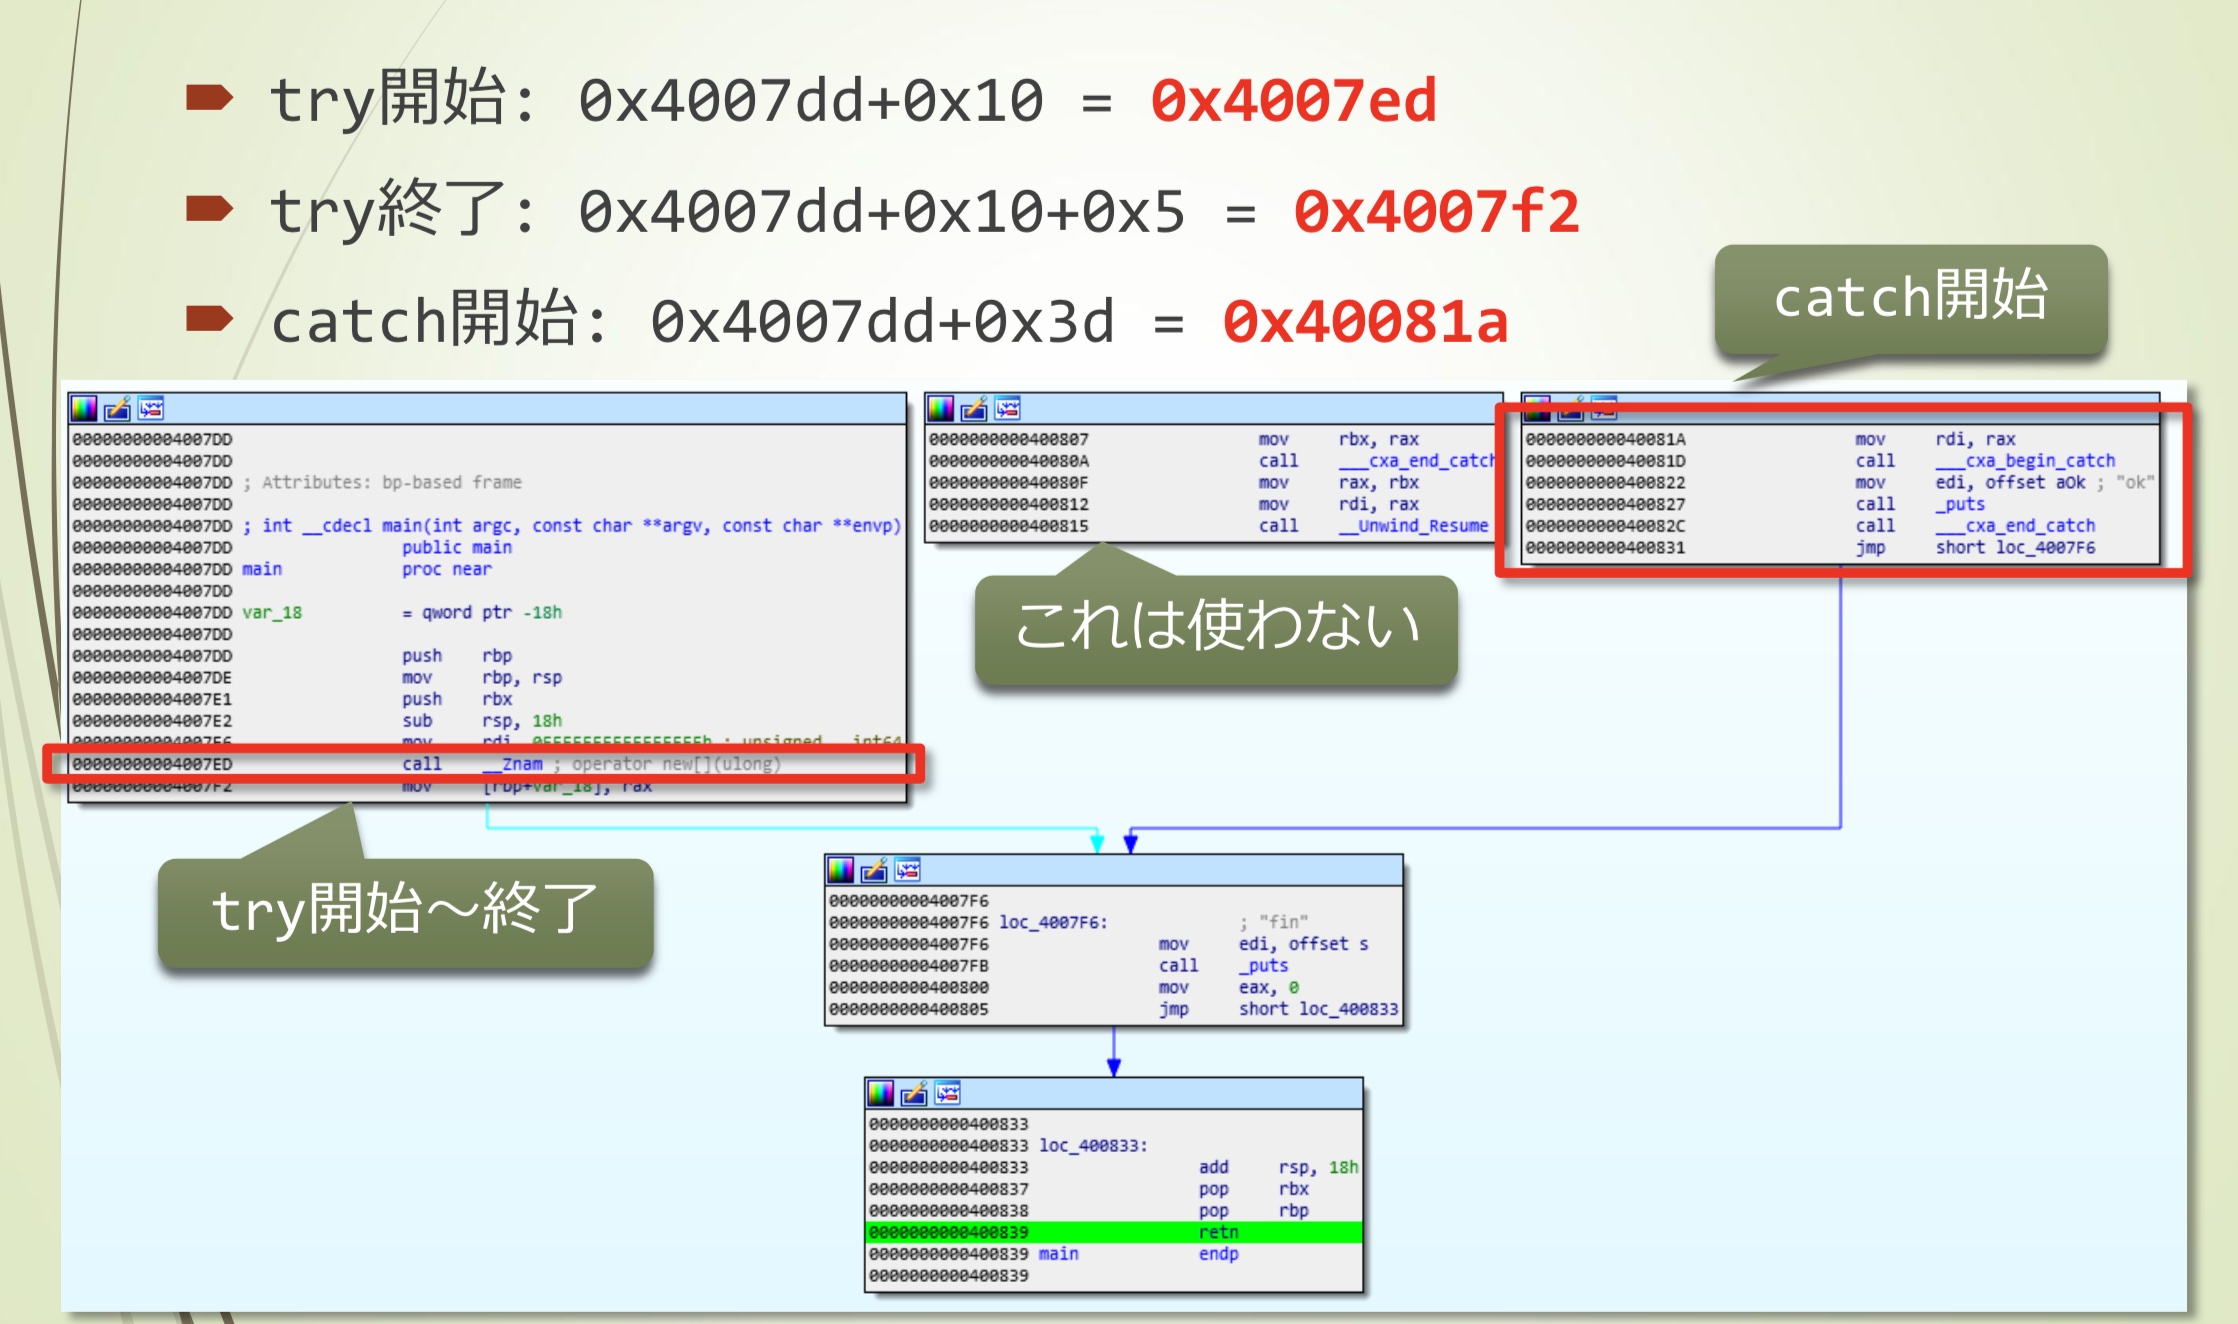 try開始: 0x4007dd+0x10 = 0x4007ed
try終了: 0x4007dd+0x10+0x5 = 0x4007f2
catch開始: 0x4007dd+0x3d = 0x40081a
catch開始
00000000004007DD
00000000004007DD
00000000004007DD ; Attributes: bp-based frame
00000000004007DD
00000000004007DD ; int __cdecl main(int argc, const char **argv, const char **envp)
00000000004007DD public main
00000000004007DD main proc near
00000000004007DD
00000000004007DD var_18 = qword ptr -18h
00000000004007DD
00000000004007DD push rbp
00000000004007DE mov rbp, rsp
00000000004007E1 push rbx
00000000004007E2 sub rsp, 18h
00000000004007E6 mov rdi,
00000000004007ED call __Znam ; operator new[](ulong)
00000000004007F2 mov [rbp+var_18], rax
0000000000400807 mov rbx, rax
000000000040080A call ___cxa_end_catch
000000000040080F mov rax, rbx
0000000000400812 mov rdi, rax
0000000000400815 call __Unwind_Resume
000000000040081A mov rdi, rax
000000000040081D call ___cxa_begin_catch
0000000000400822 mov edi, offset aOk ; "ok"
0000000000400827 call _puts
000000000040082C call ___cxa_end_catch
0000000000400831 jmp short loc_4007F6
これは使わない
try開始～終了
00000000004007F6
00000000004007F6 loc_4007F6: ; "fin"
00000000004007F6 mov edi, offset s
00000000004007FB call _puts
0000000000400800 mov eax, 0
0000000000400805 jmp short loc_400833
0000000000400833
0000000000400833 loc_400833:
0000000000400833 add rsp, 18h
0000000000400837 pop rbx
0000000000400838 pop rbp
0000000000400839 retn
0000000000400839 main endp
0000000000400839